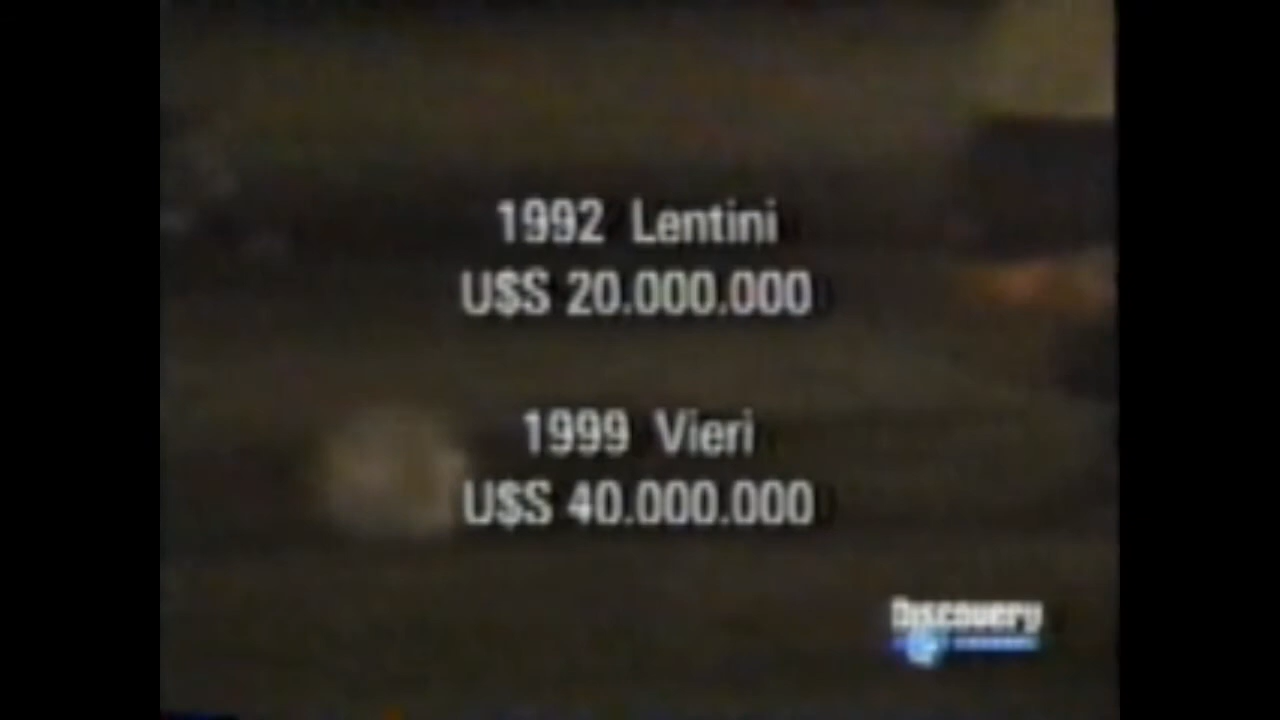 1992 Lentini
U$S 20.000.000
1999 Vieri
U$S 40.000.000
Discovery